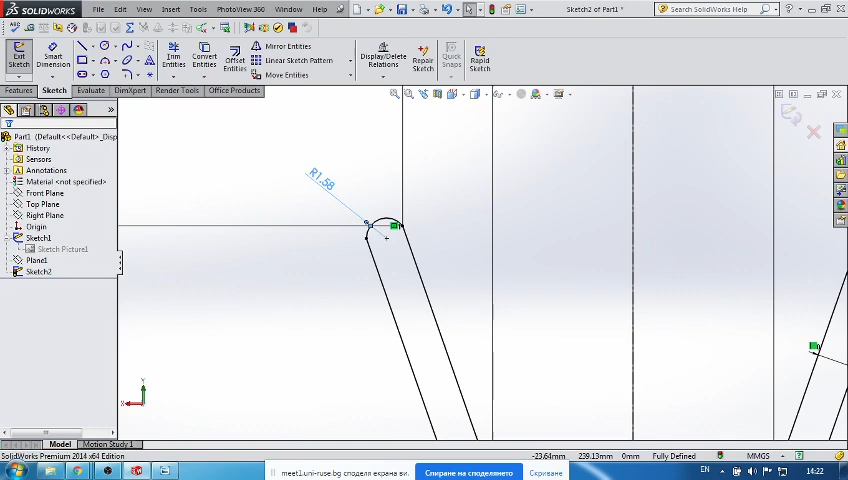 SOLIDWORKS
File Edit View Insert Tools PhotoView 360 Window Help
Sketch2 of Part1 *
Search SolidWorks Help
Exit Sketch
Smart Dimension
Trim Entities
Convert Entities
Offset Entities
Mirror Entities
Linear Sketch Pattern
Move Entities
Display/Delete Relations
Repair Sketch
Quick Snaps
Rapid Sketch
Features Sketch Evaluate DimXpert Render Tools Office Products
Part1 (Default<<Default>_Disp
History
Sensors
Annotations
Material <not specified>
Front Plane
Top Plane
Right Plane
Origin
Sketch1
Sketch Picture1
Plane1
Sketch2
R1.58
Y
X
Model Motion Study 1
SolidWorks Premium 2014 x64 Edition
-23.64mm 239.13mm 0mm Fully Defined MMGS
meet1.uni-ruse.bg споделя екрана ви. Спиране на споделянето Скриване
EN 14:22